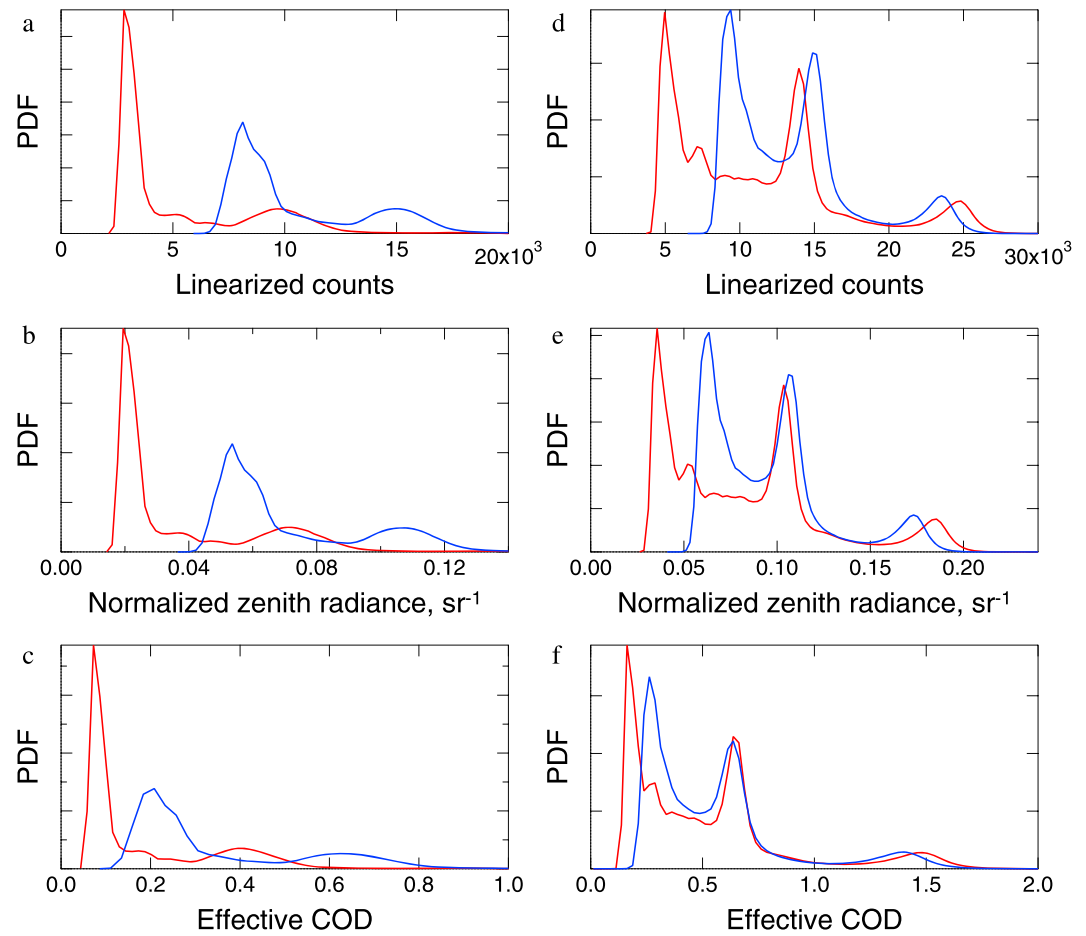 a
PDF
0
5
10
15
20x10³
Linearized counts
d
PDF
0
5
10
15
20
25
30x10³
Linearized counts
b
PDF
0.00
0.04
0.08
0.12
Normalized zenith radiance, sr⁻¹
e
PDF
0.00
0.05
0.10
0.15
0.20
Normalized zenith radiance, sr⁻¹
c
PDF
0.0
0.2
0.4
0.6
0.8
1.0
Effective COD
f
PDF
0.0
0.5
1.0
1.5
2.0
Effective COD